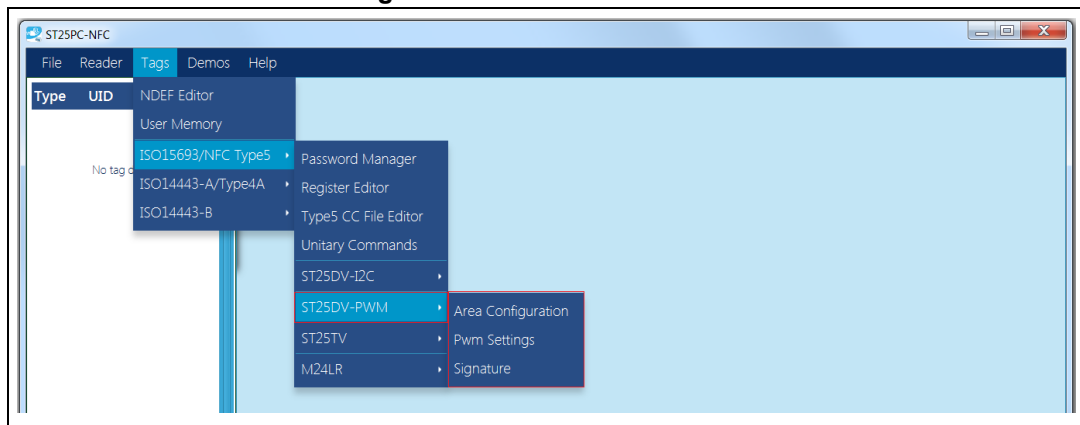 ST25PC-NFC
File Reader Tags Demos Help
Type UID
NDEF Editor
User Memory
No tag
ISO15693/NFC Type5
ISO14443-A/Type4A
ISO14443-B
Password Manager
Register Editor
Type5 CC File Editor
Unitary Commands
ST25DV-I2C
ST25DV-PWM
ST25TV
M24LR
Area Configuration
Pwm Settings
Signature